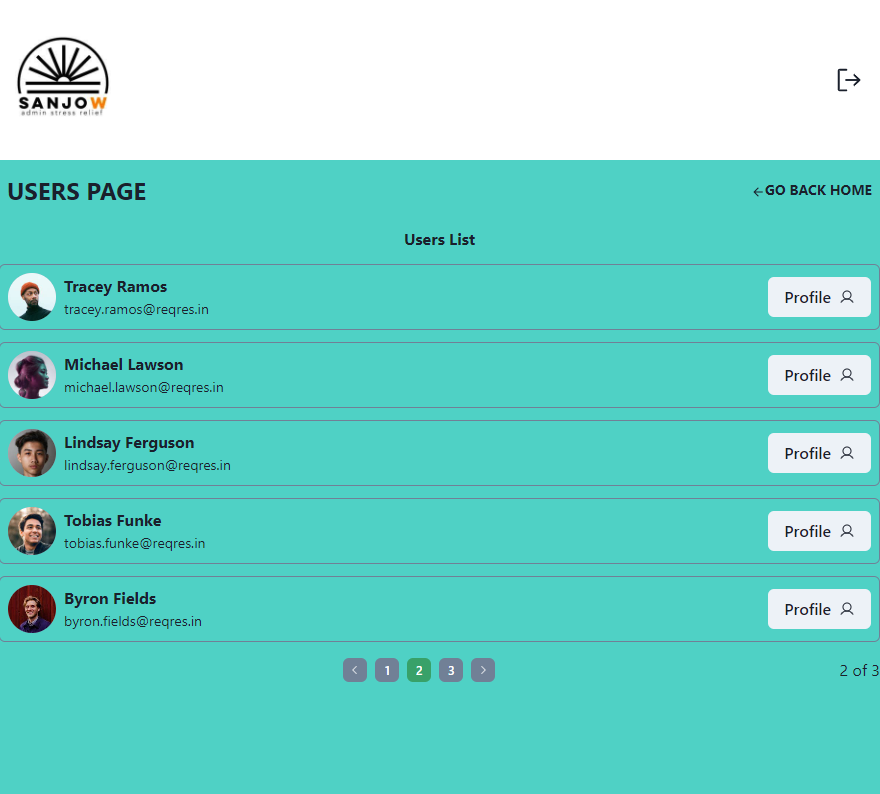 SANJOW
admin stress relief
USERS PAGE
GO BACK HOME
Users List
Tracey Ramos
tracey.ramos@reqres.in
Profile
Michael Lawson
michael.lawson@reqres.in
Profile
Lindsay Ferguson
lindsay.ferguson@reqres.in
Profile
Tobias Funke
tobias.funke@reqres.in
Profile
Byron Fields
byron.fields@reqres.in
Profile
1 2 3
2 of 3